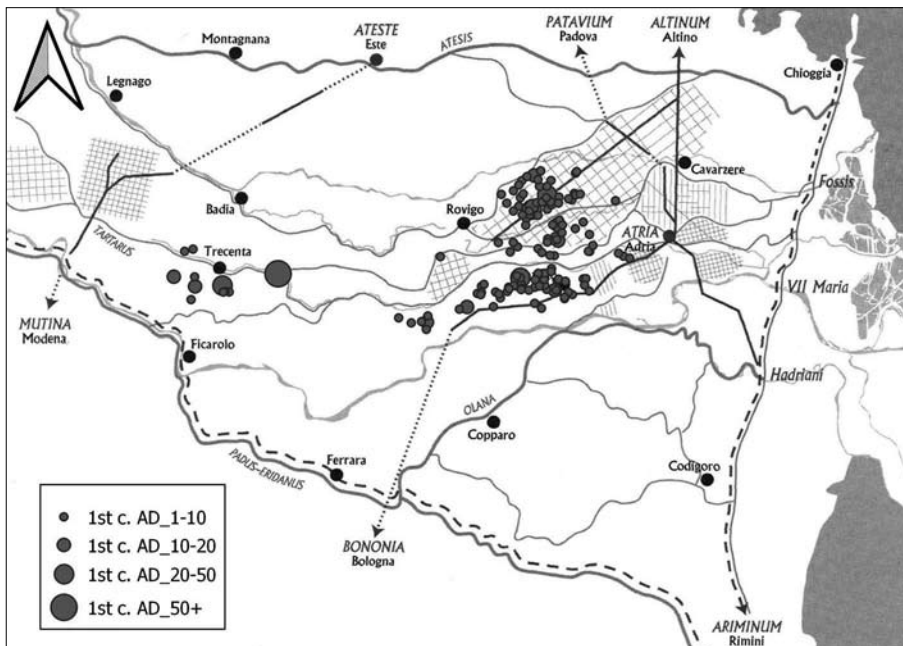 ATESTE
Este
PATAVIUM
Padova
ALTINUM
Altino
Montagnana
ATESIS
Chioggia
Legnago
Cavarzere
Fossis
Badia
Rovigo
ATRIA
Adria
TARTARUS
Trecenta
VII Maria
MUTINA
Modena
Ficarolo
Hadriani
OLANA
Copparo
PADUS-ERIDANUS
Ferrara
Codigoro
BONONIA
Bologna
ARIMINUM
Rimini
1st c. AD_1-10
1st c. AD_10-20
1st c. AD_20-50
1st c. AD_50+